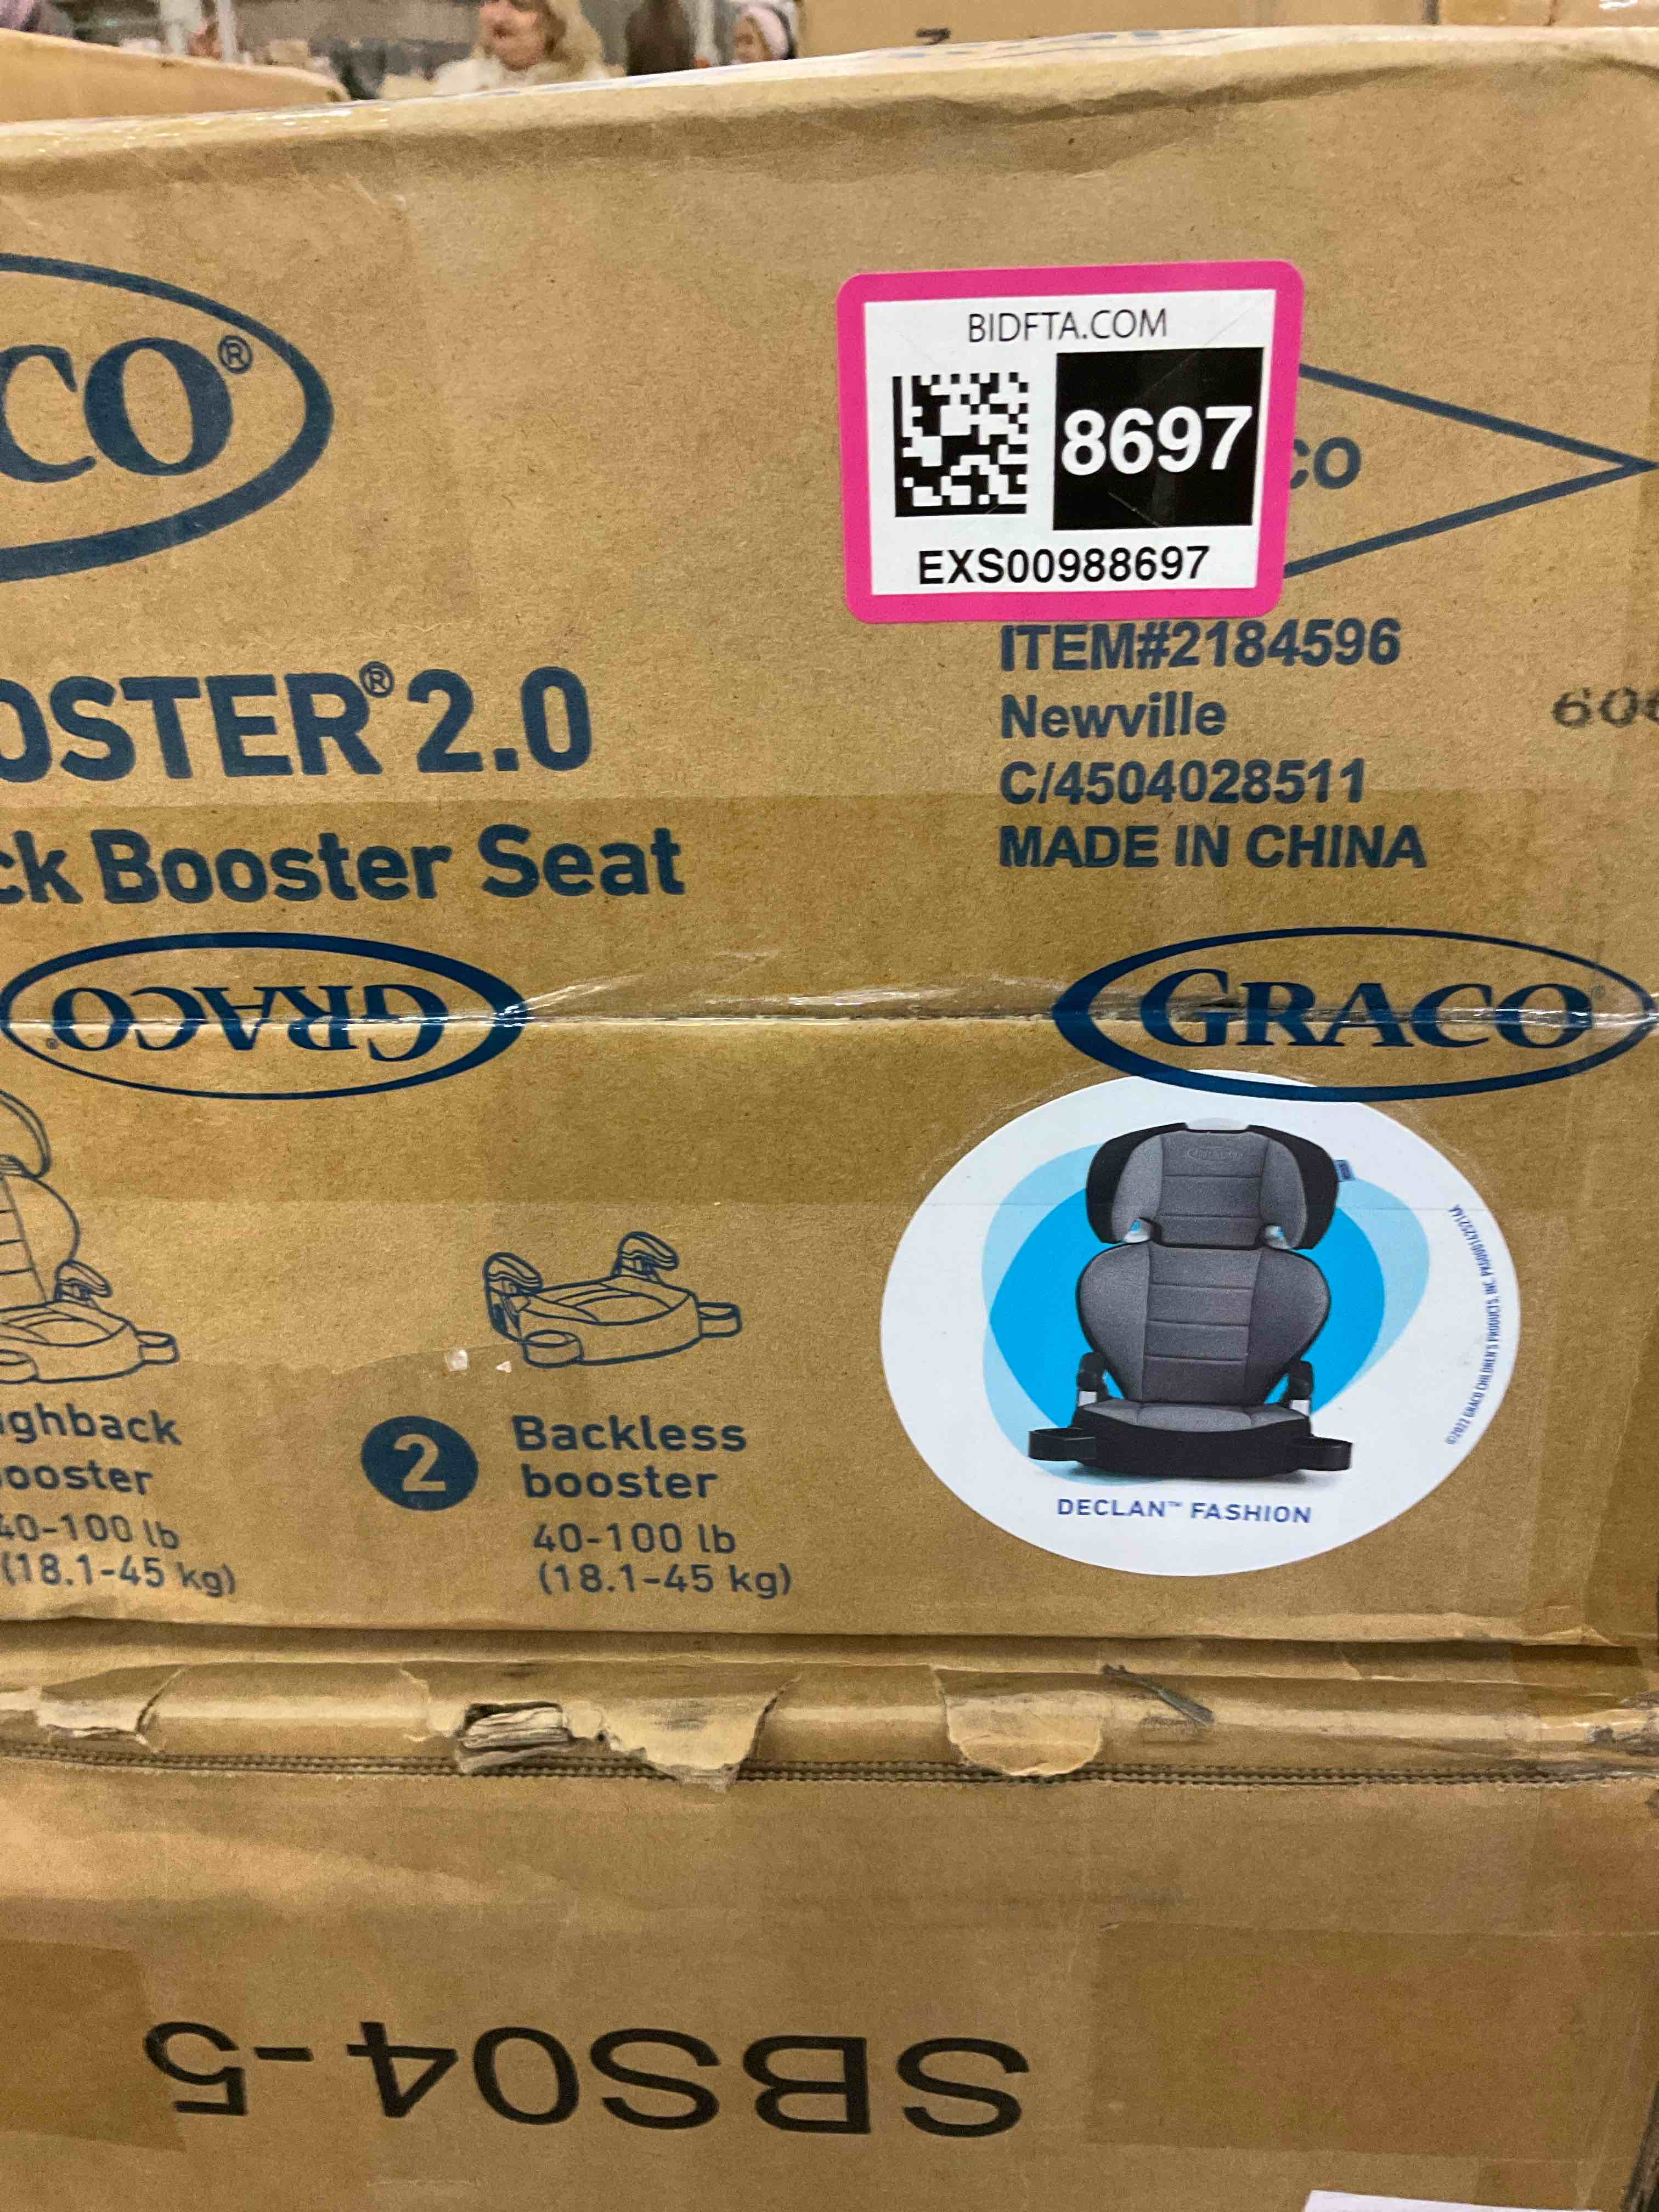 CO®
BIDFTA.COM
8697
EXS00988697
CO
ITEM#2184596
Newville
C/4504028511
MADE IN CHINA
OSTER® 2.0
ck Booster Seat
GRACO®
GRACO®
ghback
ooster
40-100 lb
(18.1-45 kg)
2
Backless
booster
40-100 lb
(18.1-45 kg)
DECLAN™ FASHION
SBS04-5